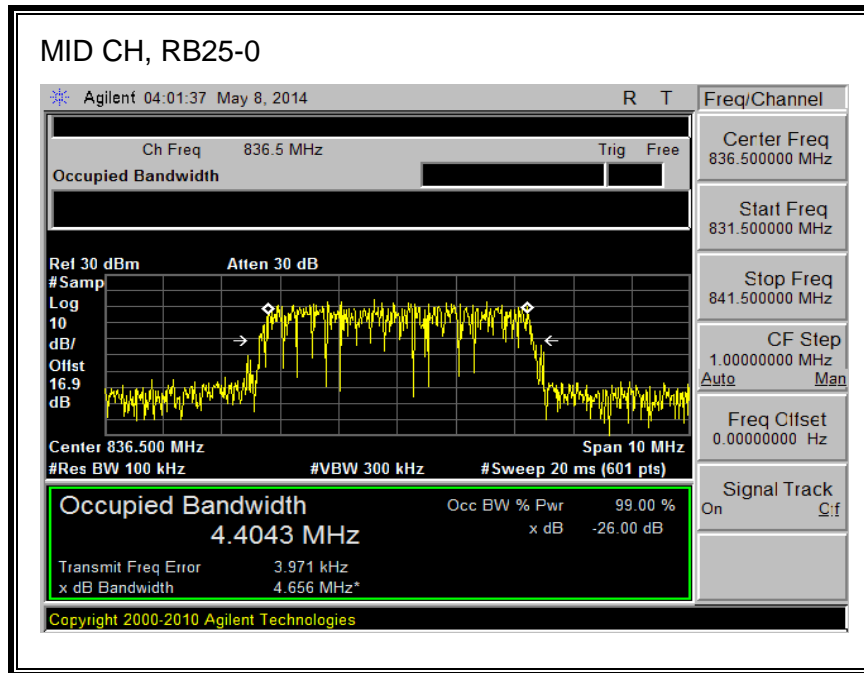 MID CH, RB25-0
Agilent 04:01:37 May 8, 2014 R T
Freq/Channel
Ch Freq 836.5 MHz Trig Free
Occupied Bandwidth
Center Freq
836.500000 MHz
Start Freq
831.500000 MHz
Stop Freq
841.500000 MHz
CF Step
1.00000000 MHz
Auto Man
Freq Offset
0.00000000 Hz
Signal Track
On Off
Ref 30 dBm Atten 30 dB
#Samp
Log
10
dB/
Offst
16.9
dB
Center 836.500 MHz Span 10 MHz
#Res BW 100 kHz #VBW 300 kHz #Sweep 20 ms (601 pts)
Occupied Bandwidth
4.4043 MHz
Occ BW % Pwr 99.00 %
x dB -26.00 dB
Transmit Freq Error 3.971 kHz
x dB Bandwidth 4.656 MHz*
Copyright 2000-2010 Agilent Technologies